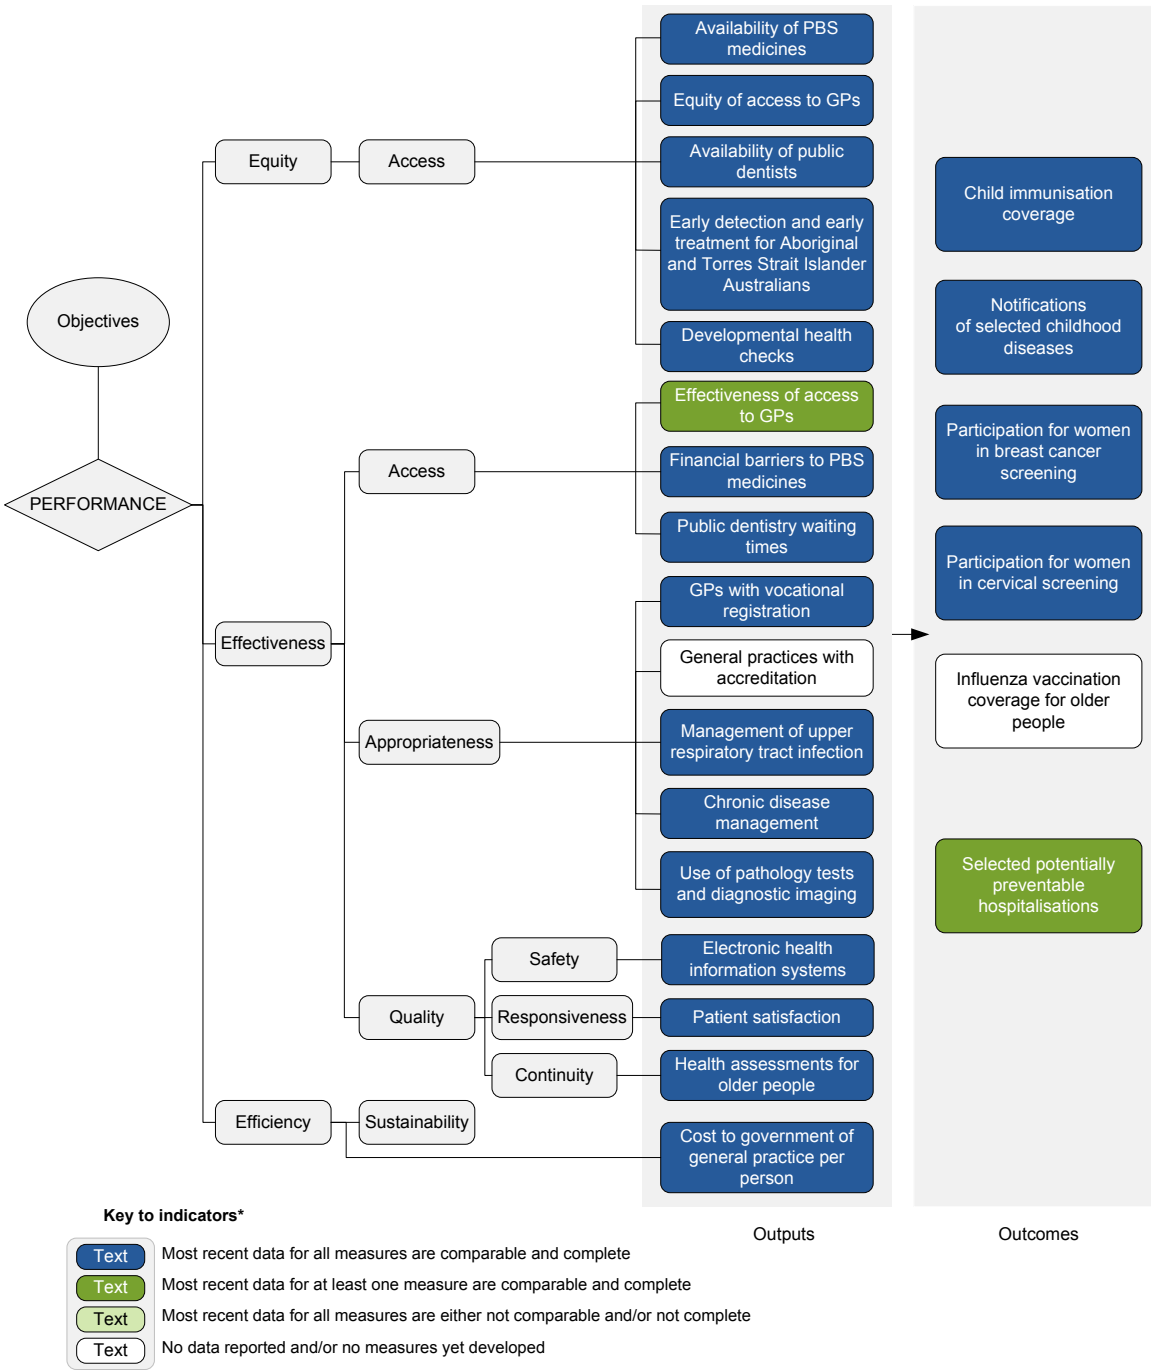 Objectives
PERFORMANCE
Equity
Access
Availability of PBS
medicines
Equity of access to GPs
Availability of public
dentists
Early detection and early
treatment for Aboriginal
and Torres Strait Islander
Australians
Developmental health
checks
Effectiveness
Access
Effectiveness of access
to GPs
Financial barriers to PBS
medicines
Public dentistry waiting
times
Appropriateness
GPs with vocational
registration
General practices with
accreditation
Management of upper
respiratory tract infection
Chronic disease
management
Use of pathology tests
and diagnostic imaging
Quality
Safety
Electronic health
information systems
Responsiveness
Patient satisfaction
Continuity
Health assessments for
older people
Efficiency
Sustainability
Cost to government of
general practice per
person
Outputs
Child immunisation
coverage
Notifications
of selected childhood
diseases
Participation for women
in breast cancer
screening
Participation for women
in cervical screening
Influenza vaccination
coverage for older
people
Selected potentially
preventable
hospitalisations
Outcomes
Key to indicators*
Text Most recent data for all measures are comparable and complete
Text Most recent data for at least one measure are comparable and complete
Text Most recent data for all measures are either not comparable and/or not complete
Text No data reported and/or no measures yet developed